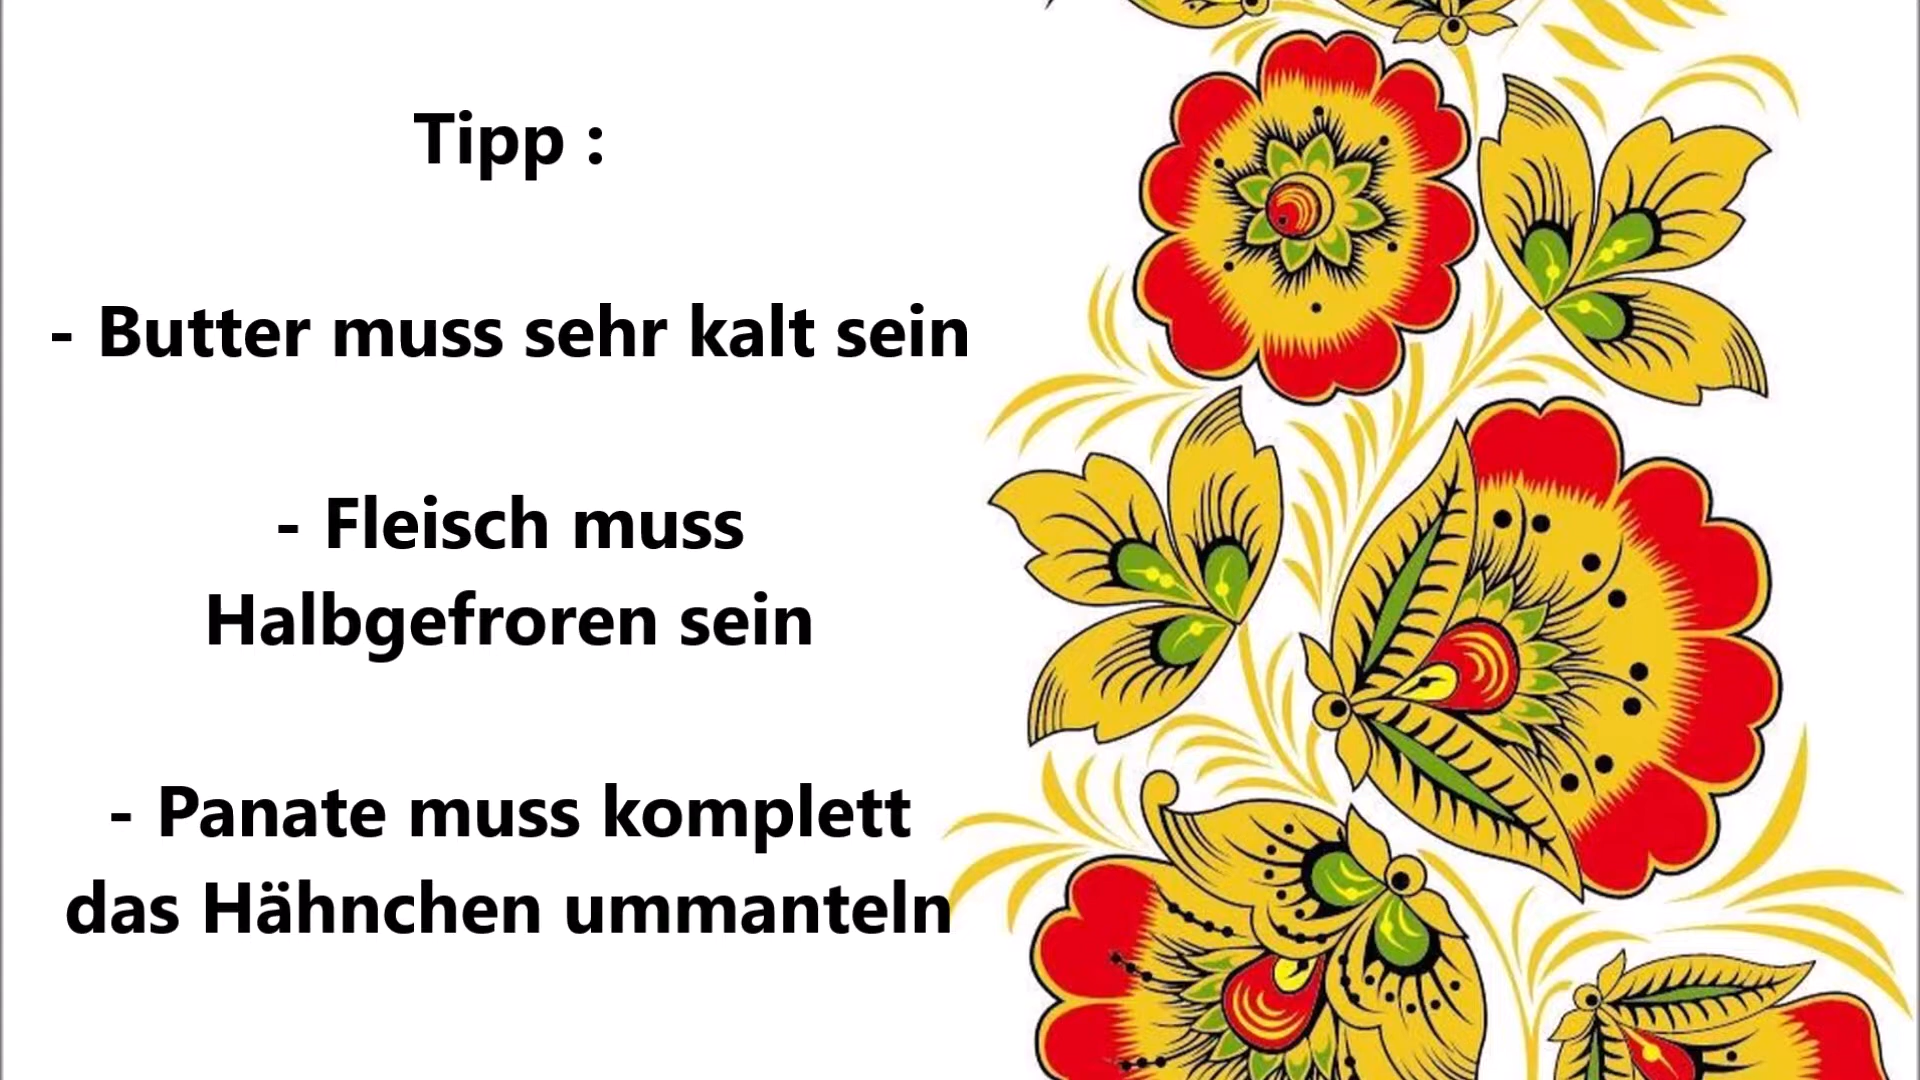 Tipp :
- Butter muss sehr kalt sein
- Fleisch muss
Halbgefroren sein
- Panate muss komplett
das Hähnchen ummanteln